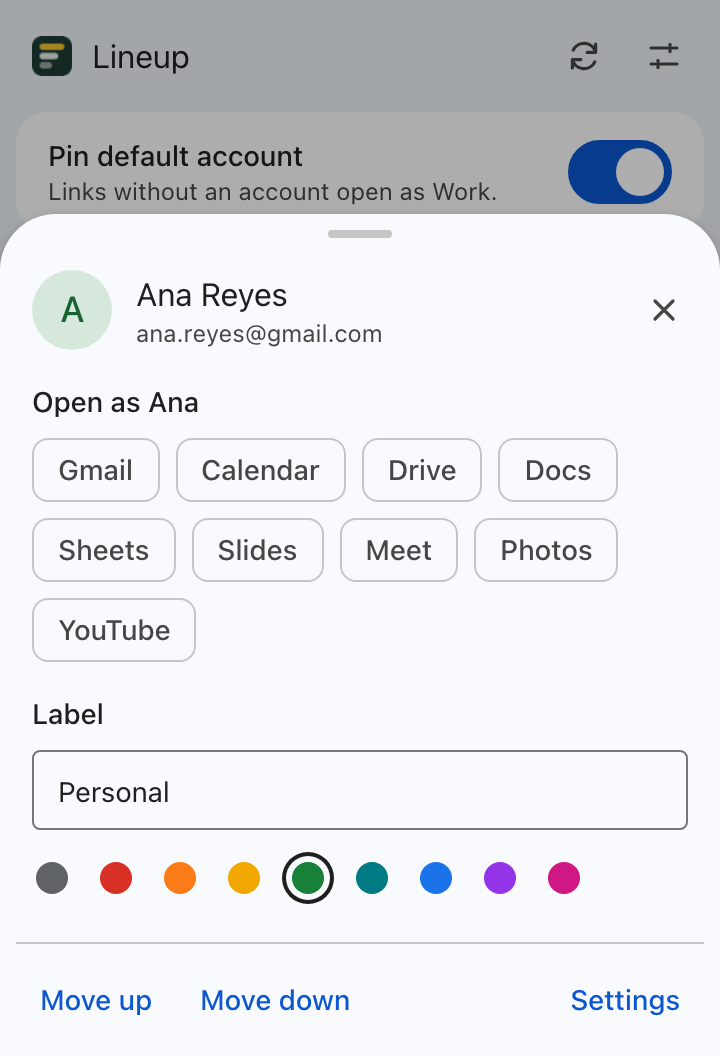 Lineup
Pin default account
Links without an account open as Work.
A
Ana Reyes
ana.reyes@gmail.com
Open as Ana
Gmail Calendar Drive Docs
Sheets Slides Meet Photos
YouTube
Label
Personal
Move up Move down Settings